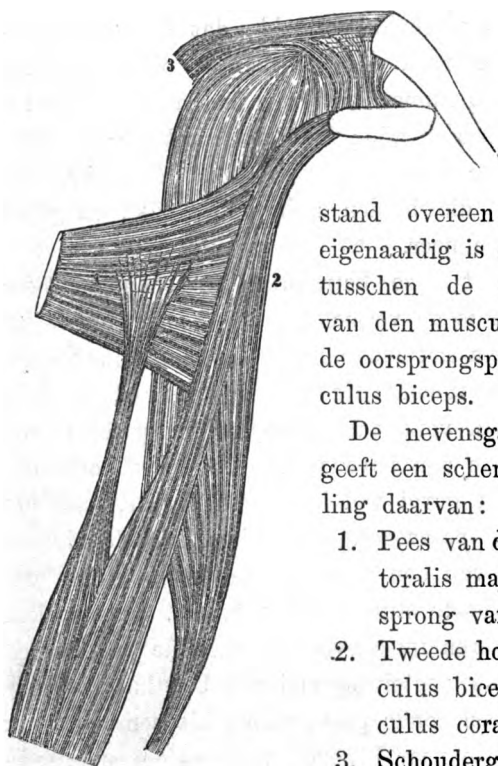 3
2
stand overeen
eigenaardig is
tusschen de
van den muscu
de oorsprongsp
culus biceps.
De nevensg
geeft een schem
ling daarvan:
1. Pees van d
toralis ma
sprong van
2. Tweede ho
culus bice
culus cora
3. Schouderg